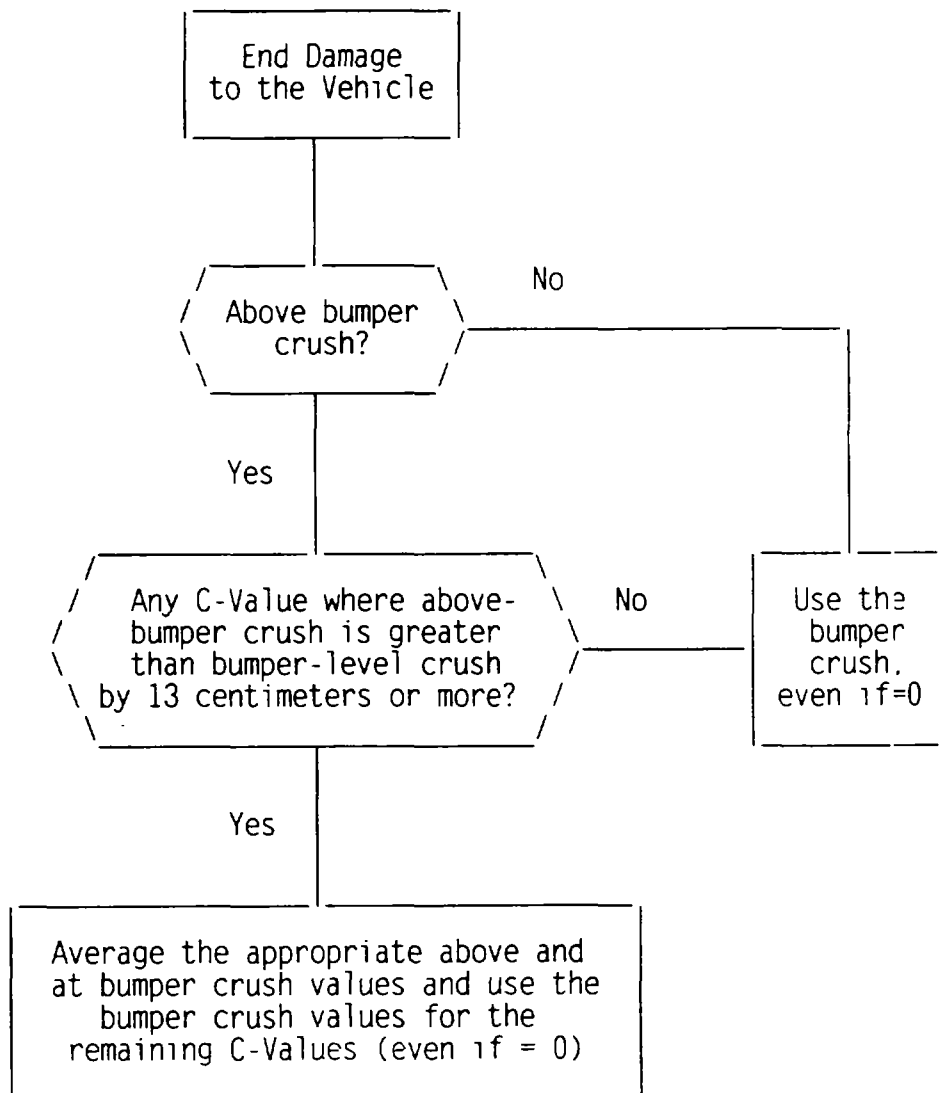 End Damage
to the Vehicle
No
Above bumper
crush?
Yes
Any C-Value where above-
bumper crush is greater
than bumper-level crush
by 13 centimeters or more?
No
Use the
bumper
crush,
even if=0
Yes
Average the appropriate above and
at bumper crush values and use the
bumper crush values for the
remaining C-Values (even if = 0)